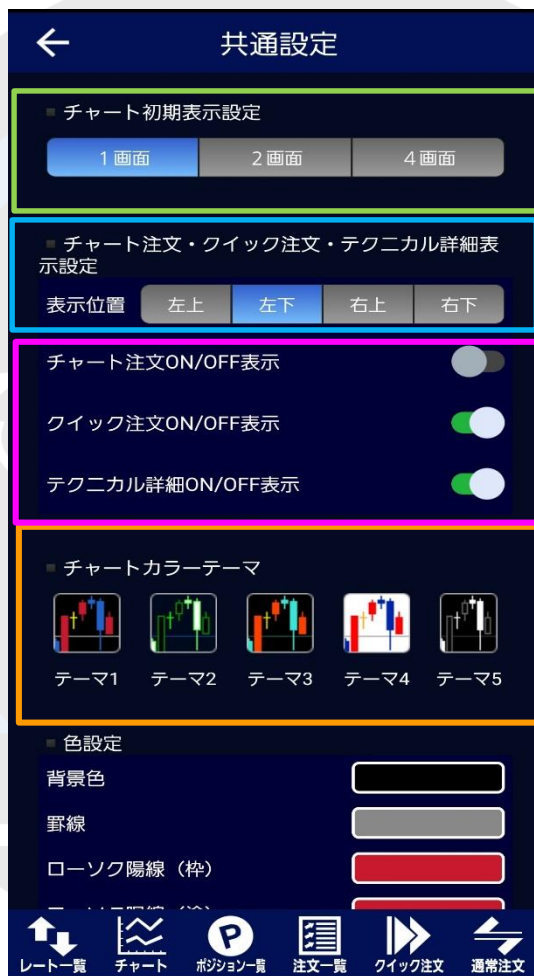 共通設定
チャート初期表示設定
1画面 2画面 4画面
チャート注文・クイック注文・テクニカル詳細表
示設定
表示位置 左上 左下 右上 右下
チャート注文ON/OFF表示
クイック注文ON/OFF表示
テクニカル詳細ON/OFF表示
チャートカラーテーマ
テーマ1 テーマ2 テーマ3 テーマ4 テーマ5
色設定
背景色
罫線
ローソク陽線（枠）
レート一覧 チャート ポジション一覧 注文一覧 クイック注文 通常注文